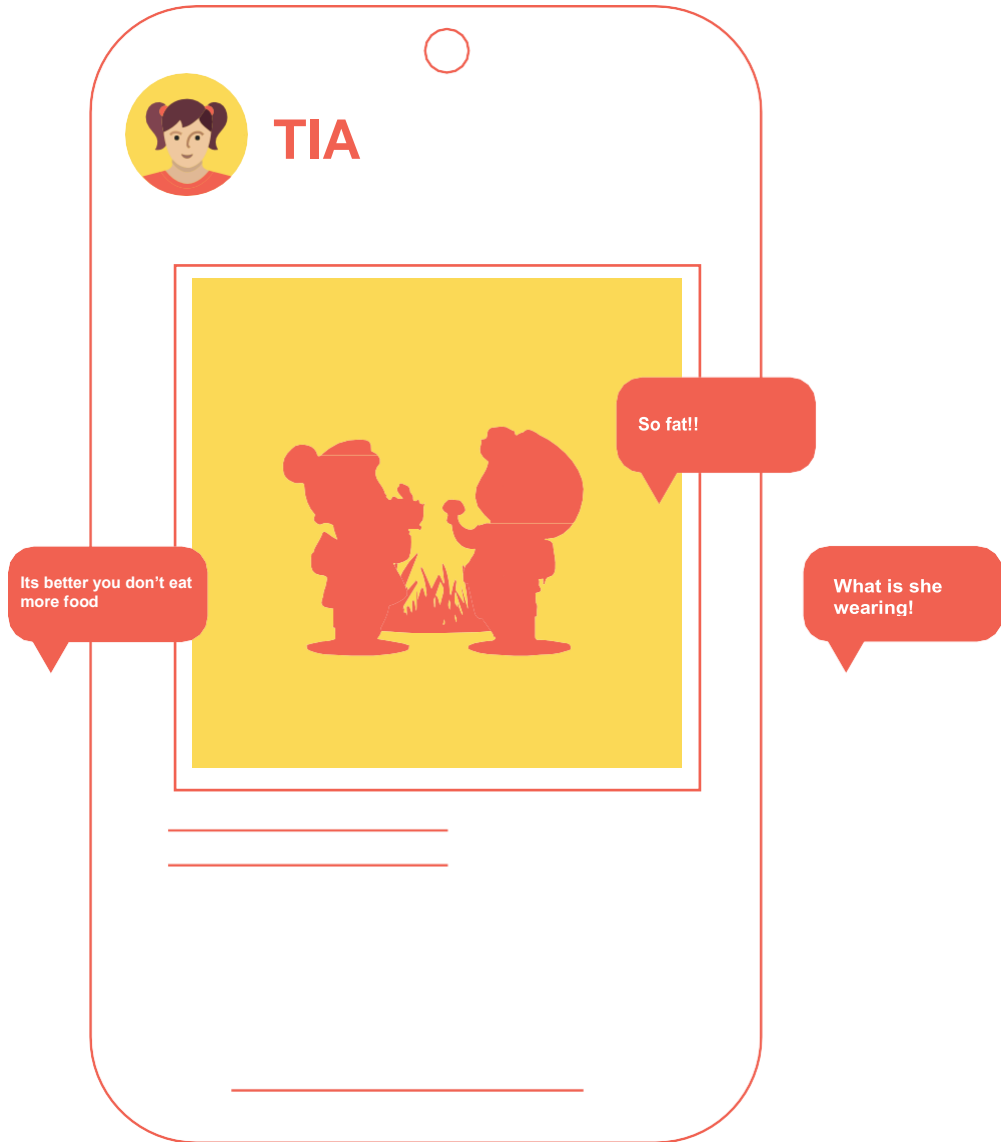 TIA
So fat!!
Its better you don’t eat
more food
What is she
wearing!